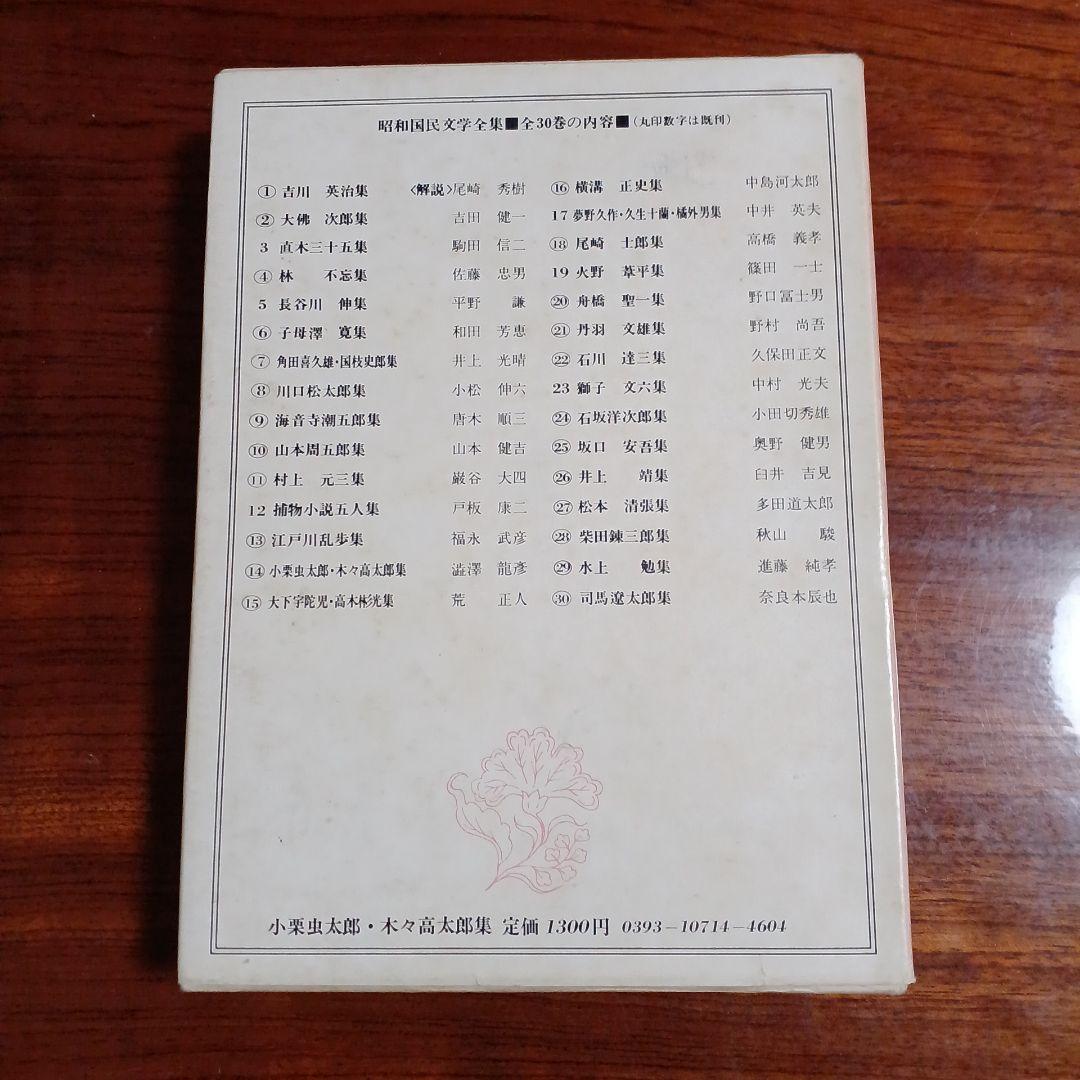 昭和国民文学全集■全30巻の内容■(丸印数字は既刊)
① 吉川 英治集 〈解説〉尾崎 秀樹
② 大佛 次郎集 吉田 健一
3 直木三十五集 駒田 信二
④ 林 不忘集 佐藤 忠男
5 長谷川 伸集 平野 謙
⑥ 子母澤 寛集 和田 芳恵
⑦ 角田喜久雄・国枝史郎集 井上 光晴
⑧ 川口松太郎集 小松 伸六
⑨ 海音寺潮五郎集 唐木 順三
⑩ 山本周五郎集 山本 健吉
⑪ 村上 元三集 巌谷 大四
12 捕物小説五人集 戸板 康二
⑬ 江戸川乱歩集 福永 武彦
⑭ 小栗虫太郎・木々高太郎集 澁澤 龍彥
⑮ 大下宇陀児・高木彬光集 荒 正人
⑯ 横溝 正史集 中島河太郎
17 夢野久作・久生十蘭・橘外男集 中井 英夫
⑱ 尾崎 士郎集 高橋 義孝
19 火野 葦平集 篠田 一士
⑳ 舟橋 聖一集 野口冨士男
㉑ 丹羽 文雄集 野村 尚吾
㉒ 石川 達三集 久保田正文
23 獅子 文六集 中村 光夫
㉔ 石坂洋次郎集 小田切秀雄
㉕ 坂口 安吾集 奥野 健男
㉖ 井上 靖集 臼井 吉見
㉗ 松本 清張集 多田道太郎
㉘ 柴田錬三郎集 秋山 駿
㉙ 水上 勉集 進藤 純孝
㉚ 司馬遼太郎集 奈良本辰也
小栗虫太郎・木々高太郎集 定価 1300円 0393-10714-4604